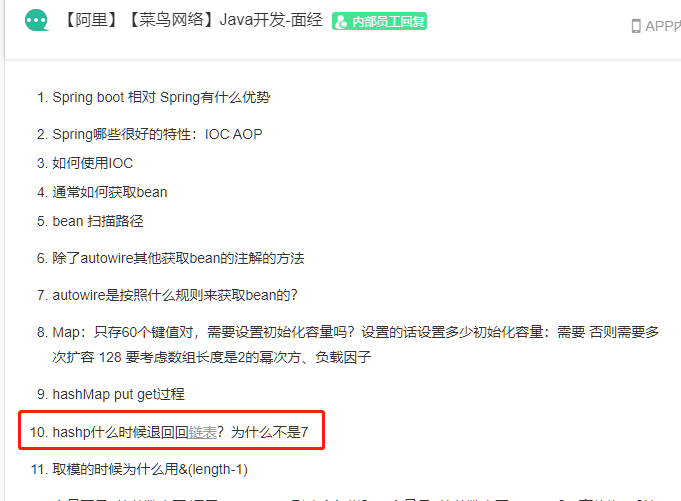 【阿里】【菜鸟网络】Java开发-面经 内部员工回复
APP内
1. Spring boot 相对 Spring有什么优势
2. Spring哪些很好的特性：IOC AOP
3. 如何使用IOC
4. 通常如何获取bean
5. bean 扫描路径
6. 除了autowire其他获取bean的注解的方法
7. autowire是按照什么规则来获取bean的?
8. Map：只存60个键值对，需要设置初始化容量吗？设置的话设置多少初始化容量：需要 否则需要多
次扩容 128 要考虑数组长度是2的幂次方、负载因子
9. hashMap put get过程
10. hashp什么时候退回回链表？为什么不是7
11. 取模的时候为什么用&(length-1)